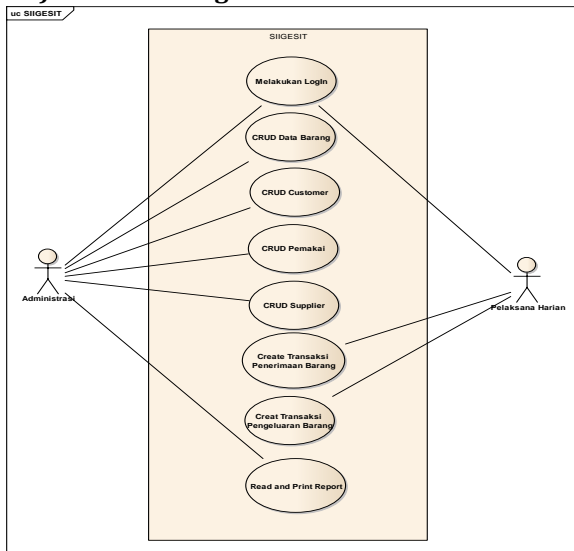 uc SIIGESIT
SIIGESIT
Melakukan LogIn
CRUD Data Barang
CRUD Customer
CRUD Pemakai
CRUD Supplier
Administrasi
Pelaksana Harian
Create Transaksi
Penerimaan Barang
Creat Transaksi
Pengeluaran Barang
Read and Print Report